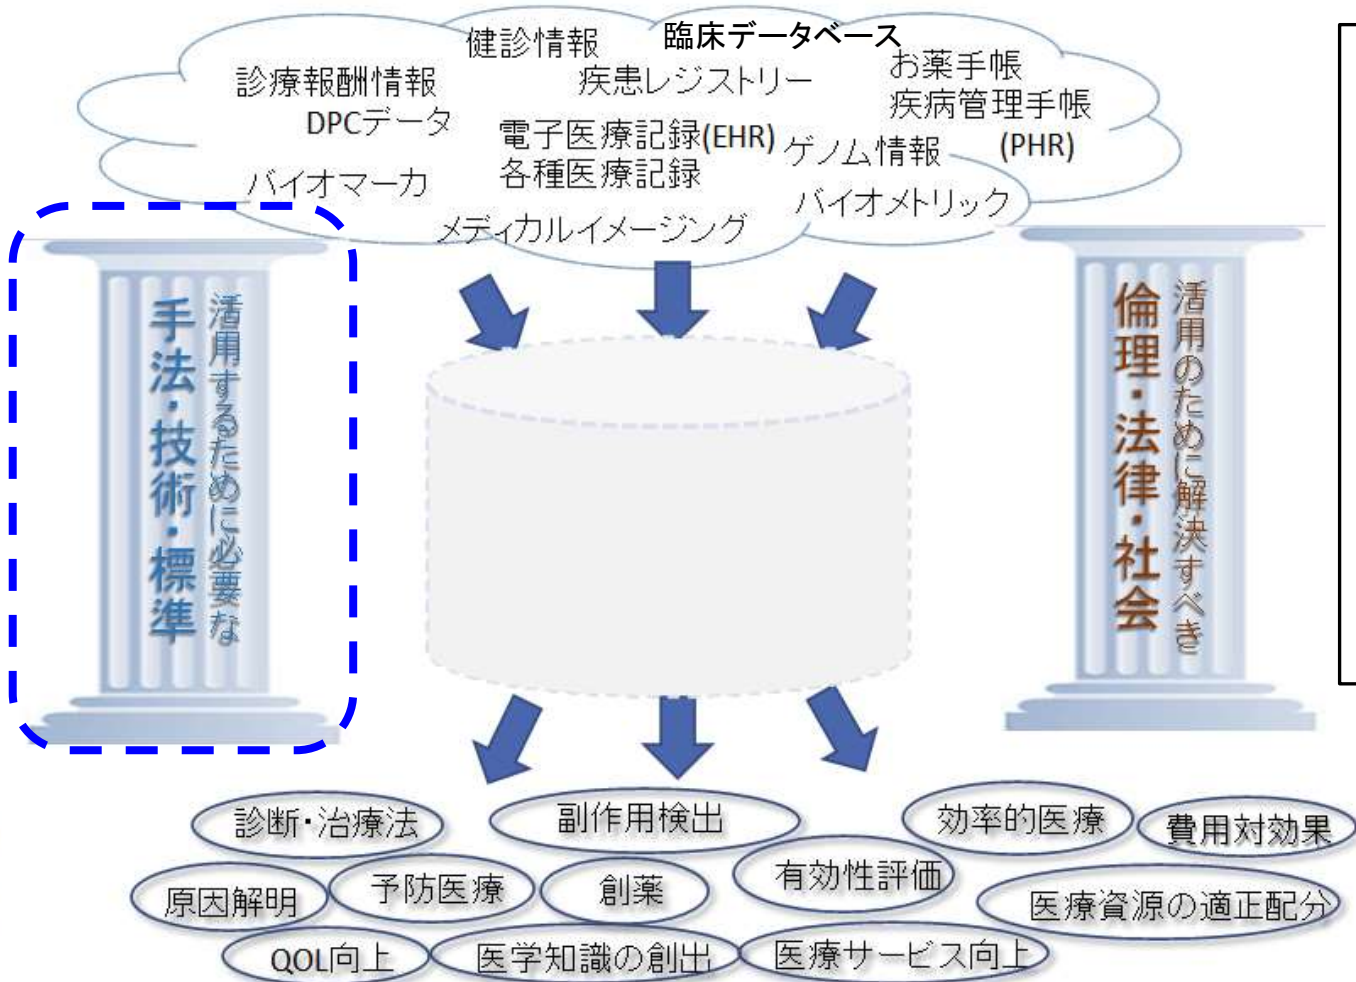 健診情報
臨床データベース
診療報酬情報
疾患レジストリー
お薬手帳
疾病管理手帳
DPCデータ
電子医療記録(EHR)
ゲノム情報
(PHR)
各種医療記録
バイオマーカ
バイオメトリック
メディカルイメージング
活用するために必要な
手法・技術・標準
活用のために解決すべき
倫理・法律・社会
診断・治療法
副作用検出
効率的医療
費用対効果
原因解明
予防医療
創薬
有効性評価
医療資源の適正配分
QOL向上
医学知識の創出
医療サービス向上